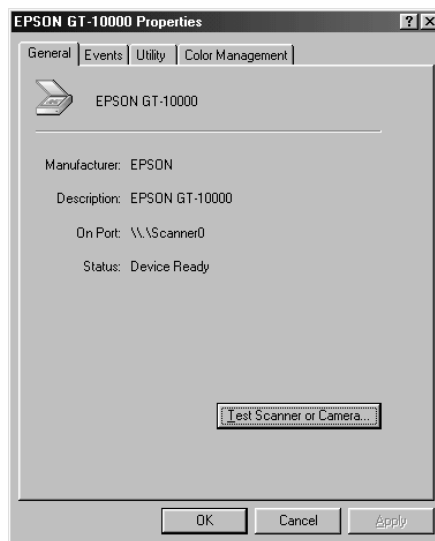 EPSON GT-10000 Properties
General Events Utility Color Management
EPSON GT-10000
Manufacturer: EPSON
Description: EPSON GT-10000
On Port: \\.\Scanner0
Status: Device Ready
Test Scanner or Camera...
OK Cancel Apply